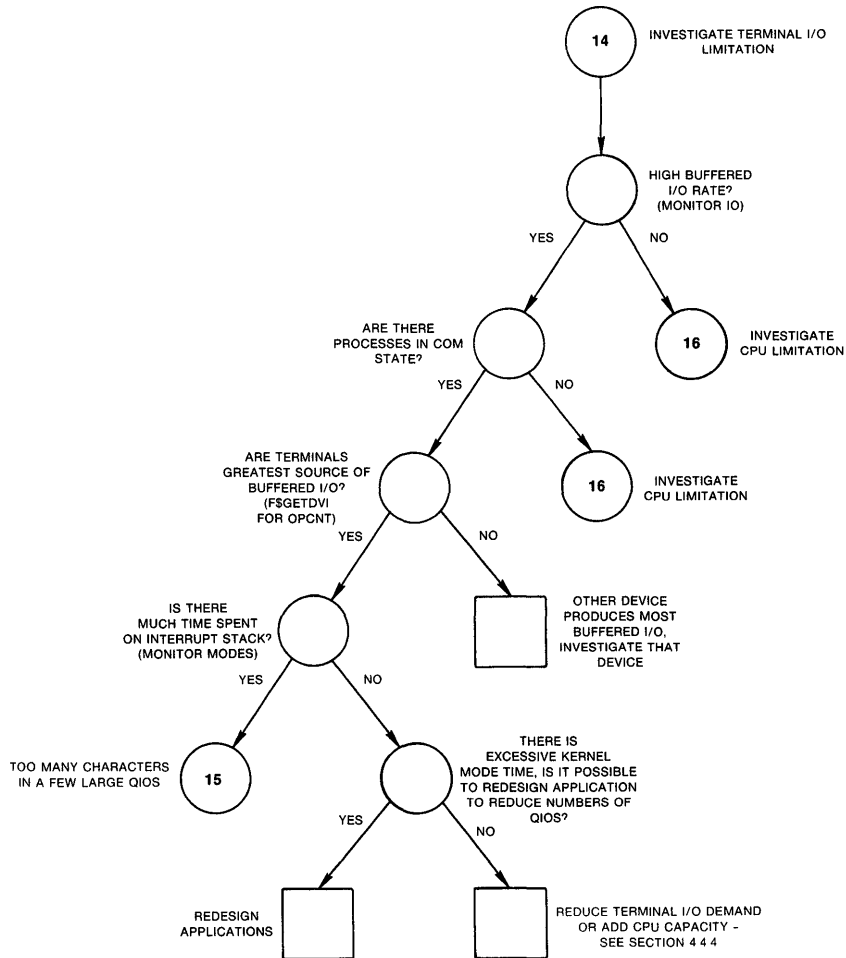 14
INVESTIGATE TERMINAL I/O
LIMITATION
HIGH BUFFERED
I/O RATE?
(MONITOR IO)
YES
NO
ARE THERE
PROCESSES IN COM
STATE?
16
INVESTIGATE
CPU LIMITATION
YES
NO
ARE TERMINALS
GREATEST SOURCE OF
BUFFERED I/O?
(F$GETDVI
FOR OPCNT)
16
INVESTIGATE
CPU LIMITATION
YES
NO
IS THERE
MUCH TIME SPENT
ON INTERRUPT STACK?
(MONITOR MODES)
OTHER DEVICE
PRODUCES MOST
BUFFERED I/O,
INVESTIGATE THAT
DEVICE
YES
NO
TOO MANY CHARACTERS
IN A FEW LARGE QIOS
15
THERE IS
EXCESSIVE KERNEL
MODE TIME, IS IT POSSIBLE
TO REDESIGN APPLICATION
TO REDUCE NUMBERS OF
QIOS?
YES
NO
REDESIGN
APPLICATIONS
REDUCE TERMINAL I/O DEMAND
OR ADD CPU CAPACITY -
SEE SECTION 4 4 4